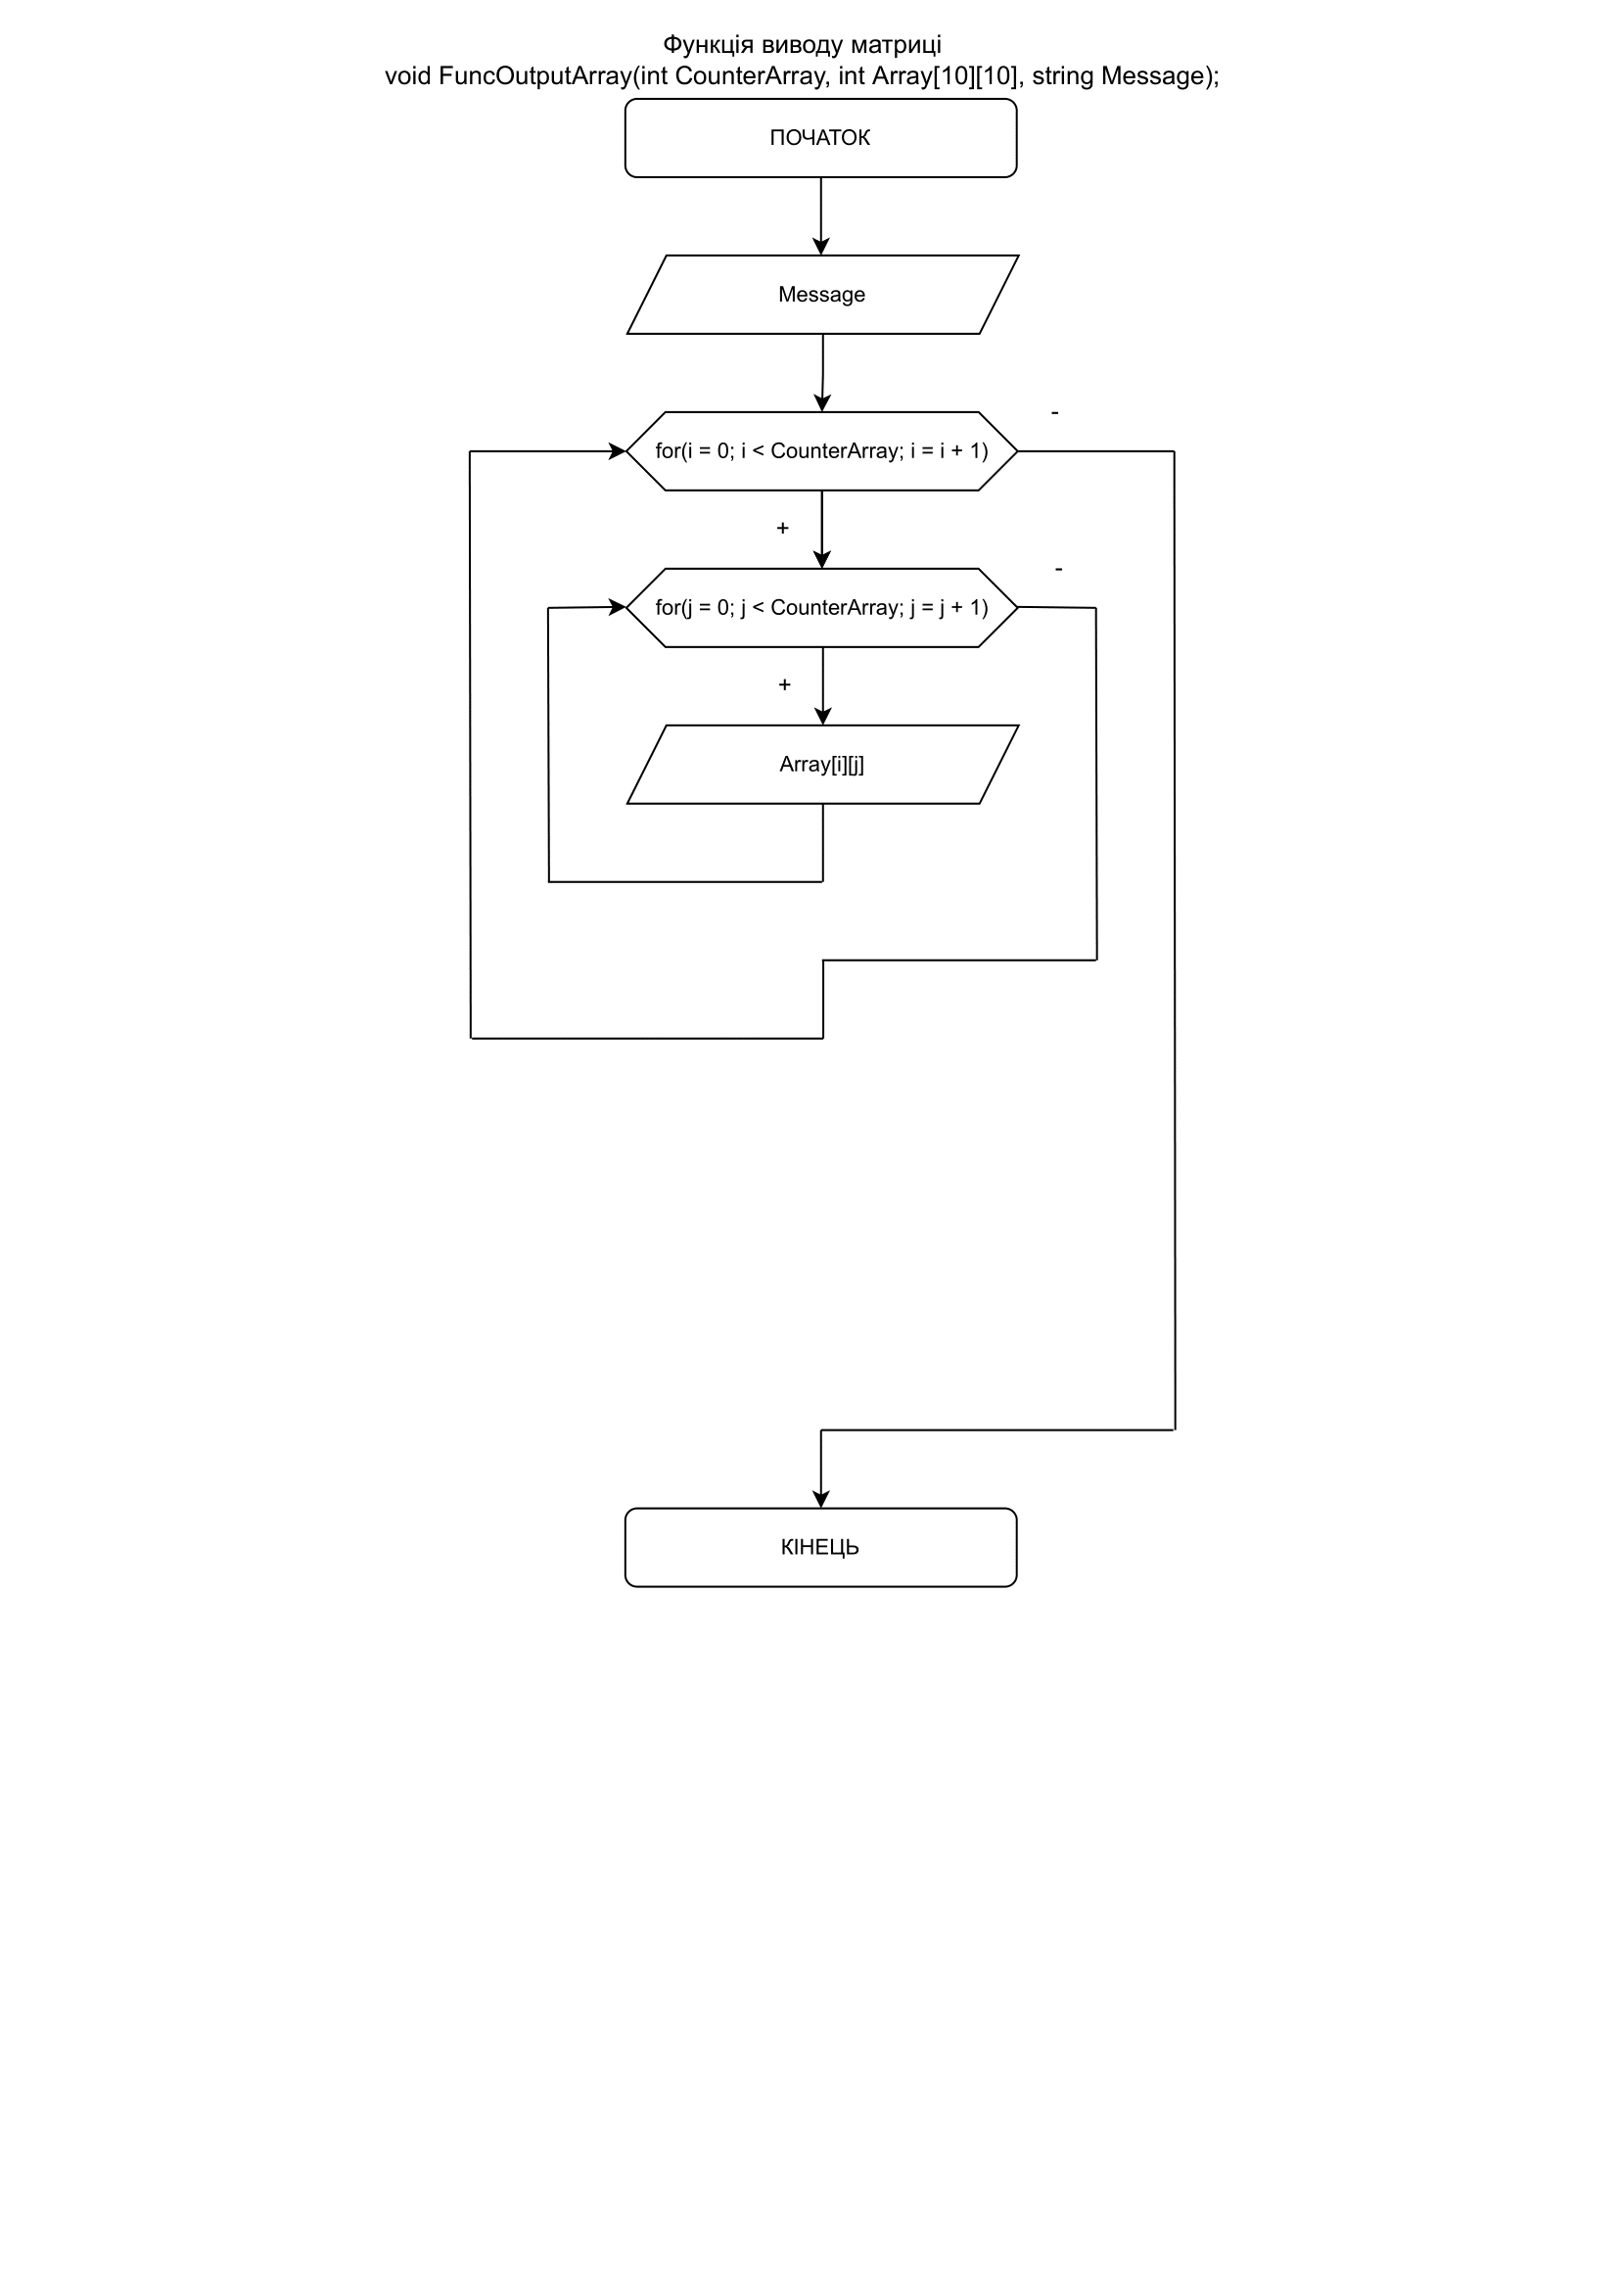 Функція виводу матриці
void FuncOutputArray(int CounterArray, int Array[10][10], string Message);
ПОЧАТОК
Message
-
for(i = 0; i < CounterArray; i = i + 1)
+
-
for(j = 0; j < CounterArray; j = j + 1)
+
Array[i][j]
КІНЕЦЬ